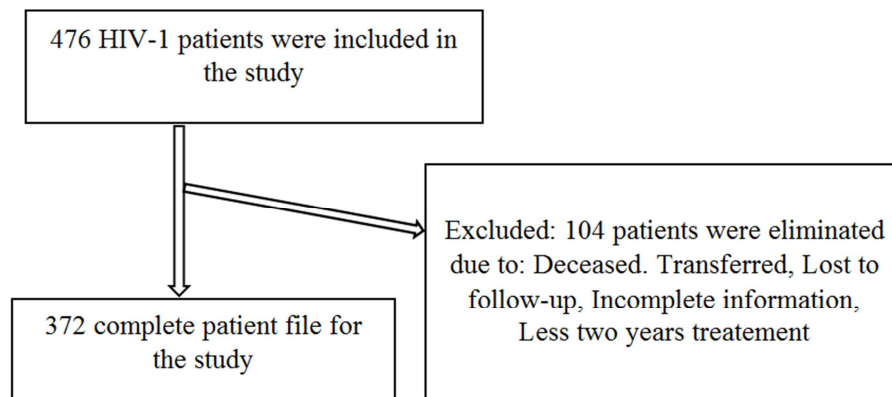 476 HIV-1 patients were included in
the study
Excluded: 104 patients were eliminated
due to: Deceased. Transferred, Lost to
follow-up, Incomplete information,
Less two years treatement
372 complete patient file for
the study